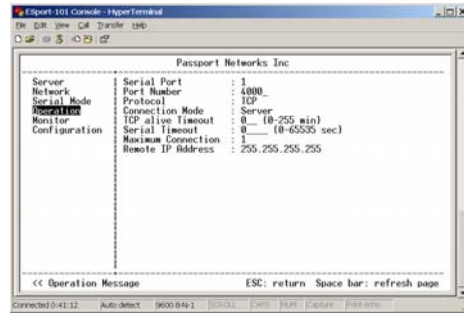 ESport-101 Console - HyperTerminal
File Edit View Call Transfer Help
Passport Networks Inc
Server
Network
Serial Mode
Operation
Monitor
Configuration
Serial Port : 1
Port Number : 4000_
Protocol : TCP
Connection Mode : Server
TCP alive Timeout : 0__ (0-255 min)
Serial Timeout : 0____ (0-65535 sec)
Maximum Connection : 1
Remote IP Address : 255.255.255.255
<< Operation Message
ESC: return Space bar: refresh page
Connected 0:41:12 Auto detect 9600 8-N-1 SCROLL CAPS NUM Capture Print echo